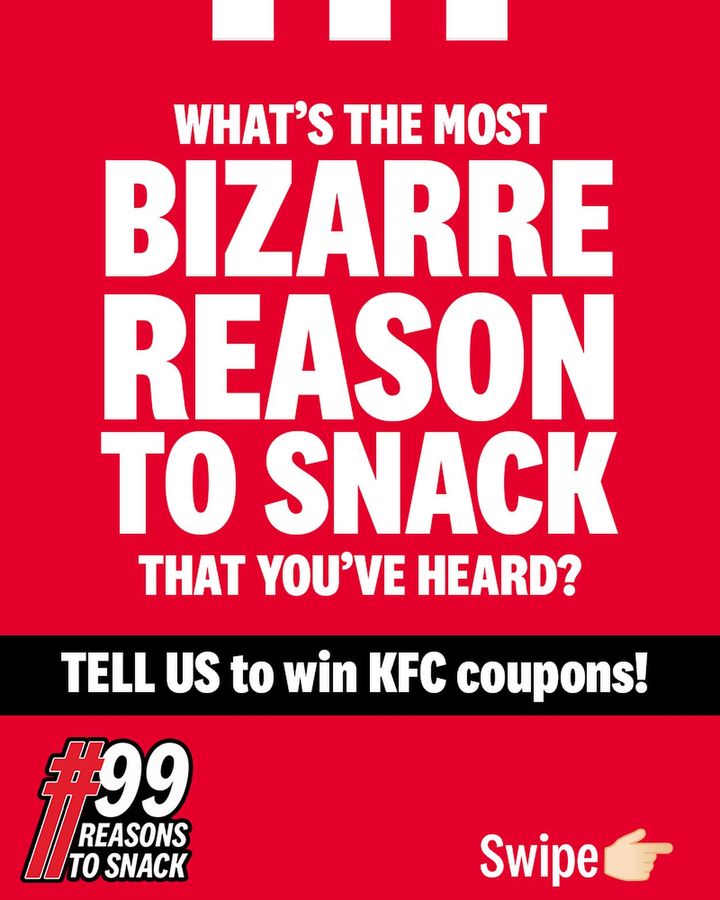 WHAT'S THE MOST
BIZARRE
REASON
TO SNACK
THAT YOU'VE HEARD?
TELL US to win KFC coupons!
#99
REASONS
TO SNACK
Swipe